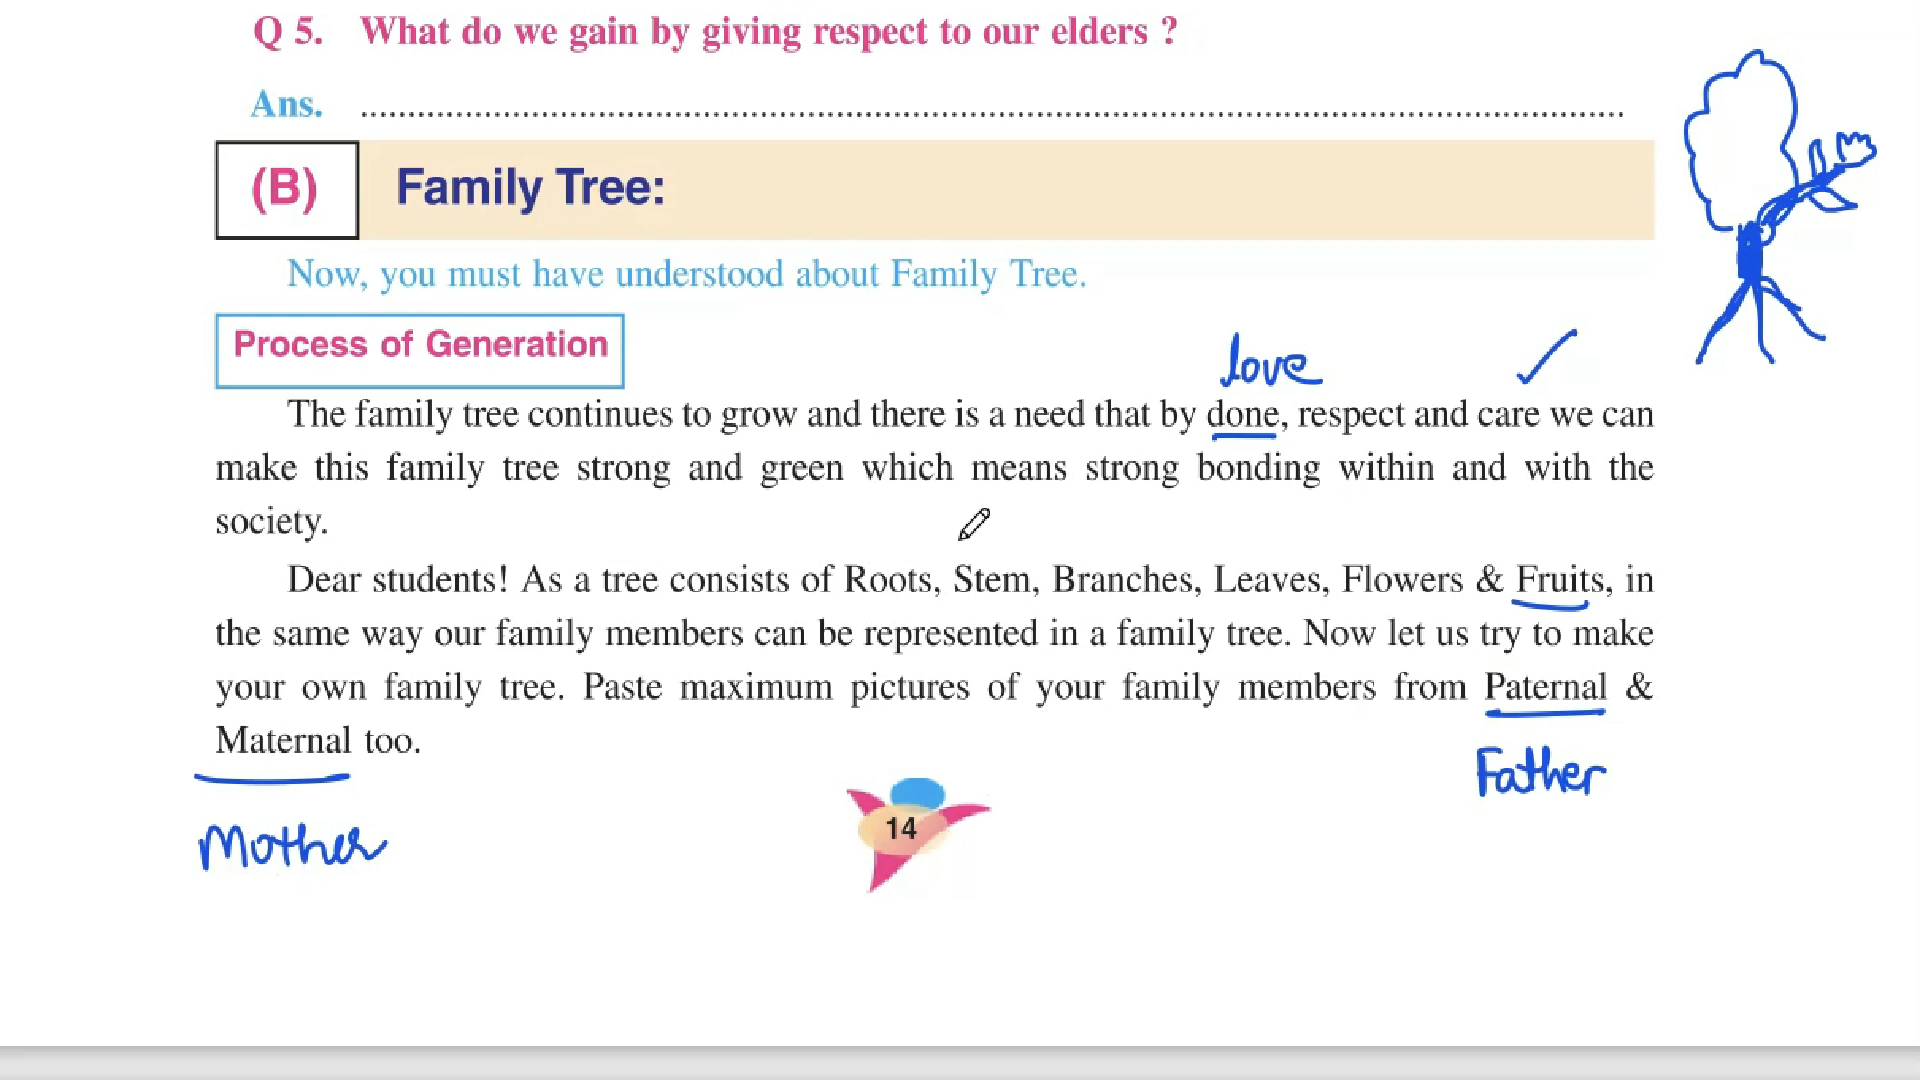 Q 5. What do we gain by giving respect to our elders ?
Ans. ........................................................................................................................
(B) Family Tree:
Now, you must have understood about Family Tree.
Process of Generation
love ✓
The family tree continues to grow and there is a need that by done, respect and care we can
make this family tree strong and green which means strong bonding within and with the
society.
Dear students! As a tree consists of Roots, Stem, Branches, Leaves, Flowers & Fruits, in
the same way our family members can be represented in a family tree. Now let us try to make
your own family tree. Paste maximum pictures of your family members from Paternal &
Maternal too.
Father
Mother
14